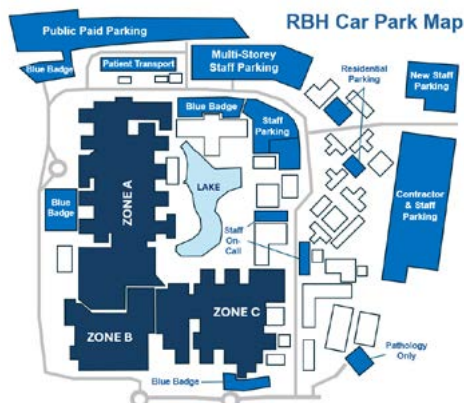 RBH Car Park Map
Public Paid Parking
Blue Badge
Patient Transport
Multi-Storey
Staff Parking
Residential
Parking
New Staff
Parking
Blue Badge
Staff
Parking
ZONE A
LAKE
Blue
Badge
Contractor
& Staff
Parking
Staff
On-
Call
ZONE B
ZONE C
Pathology
Only
Blue Badge